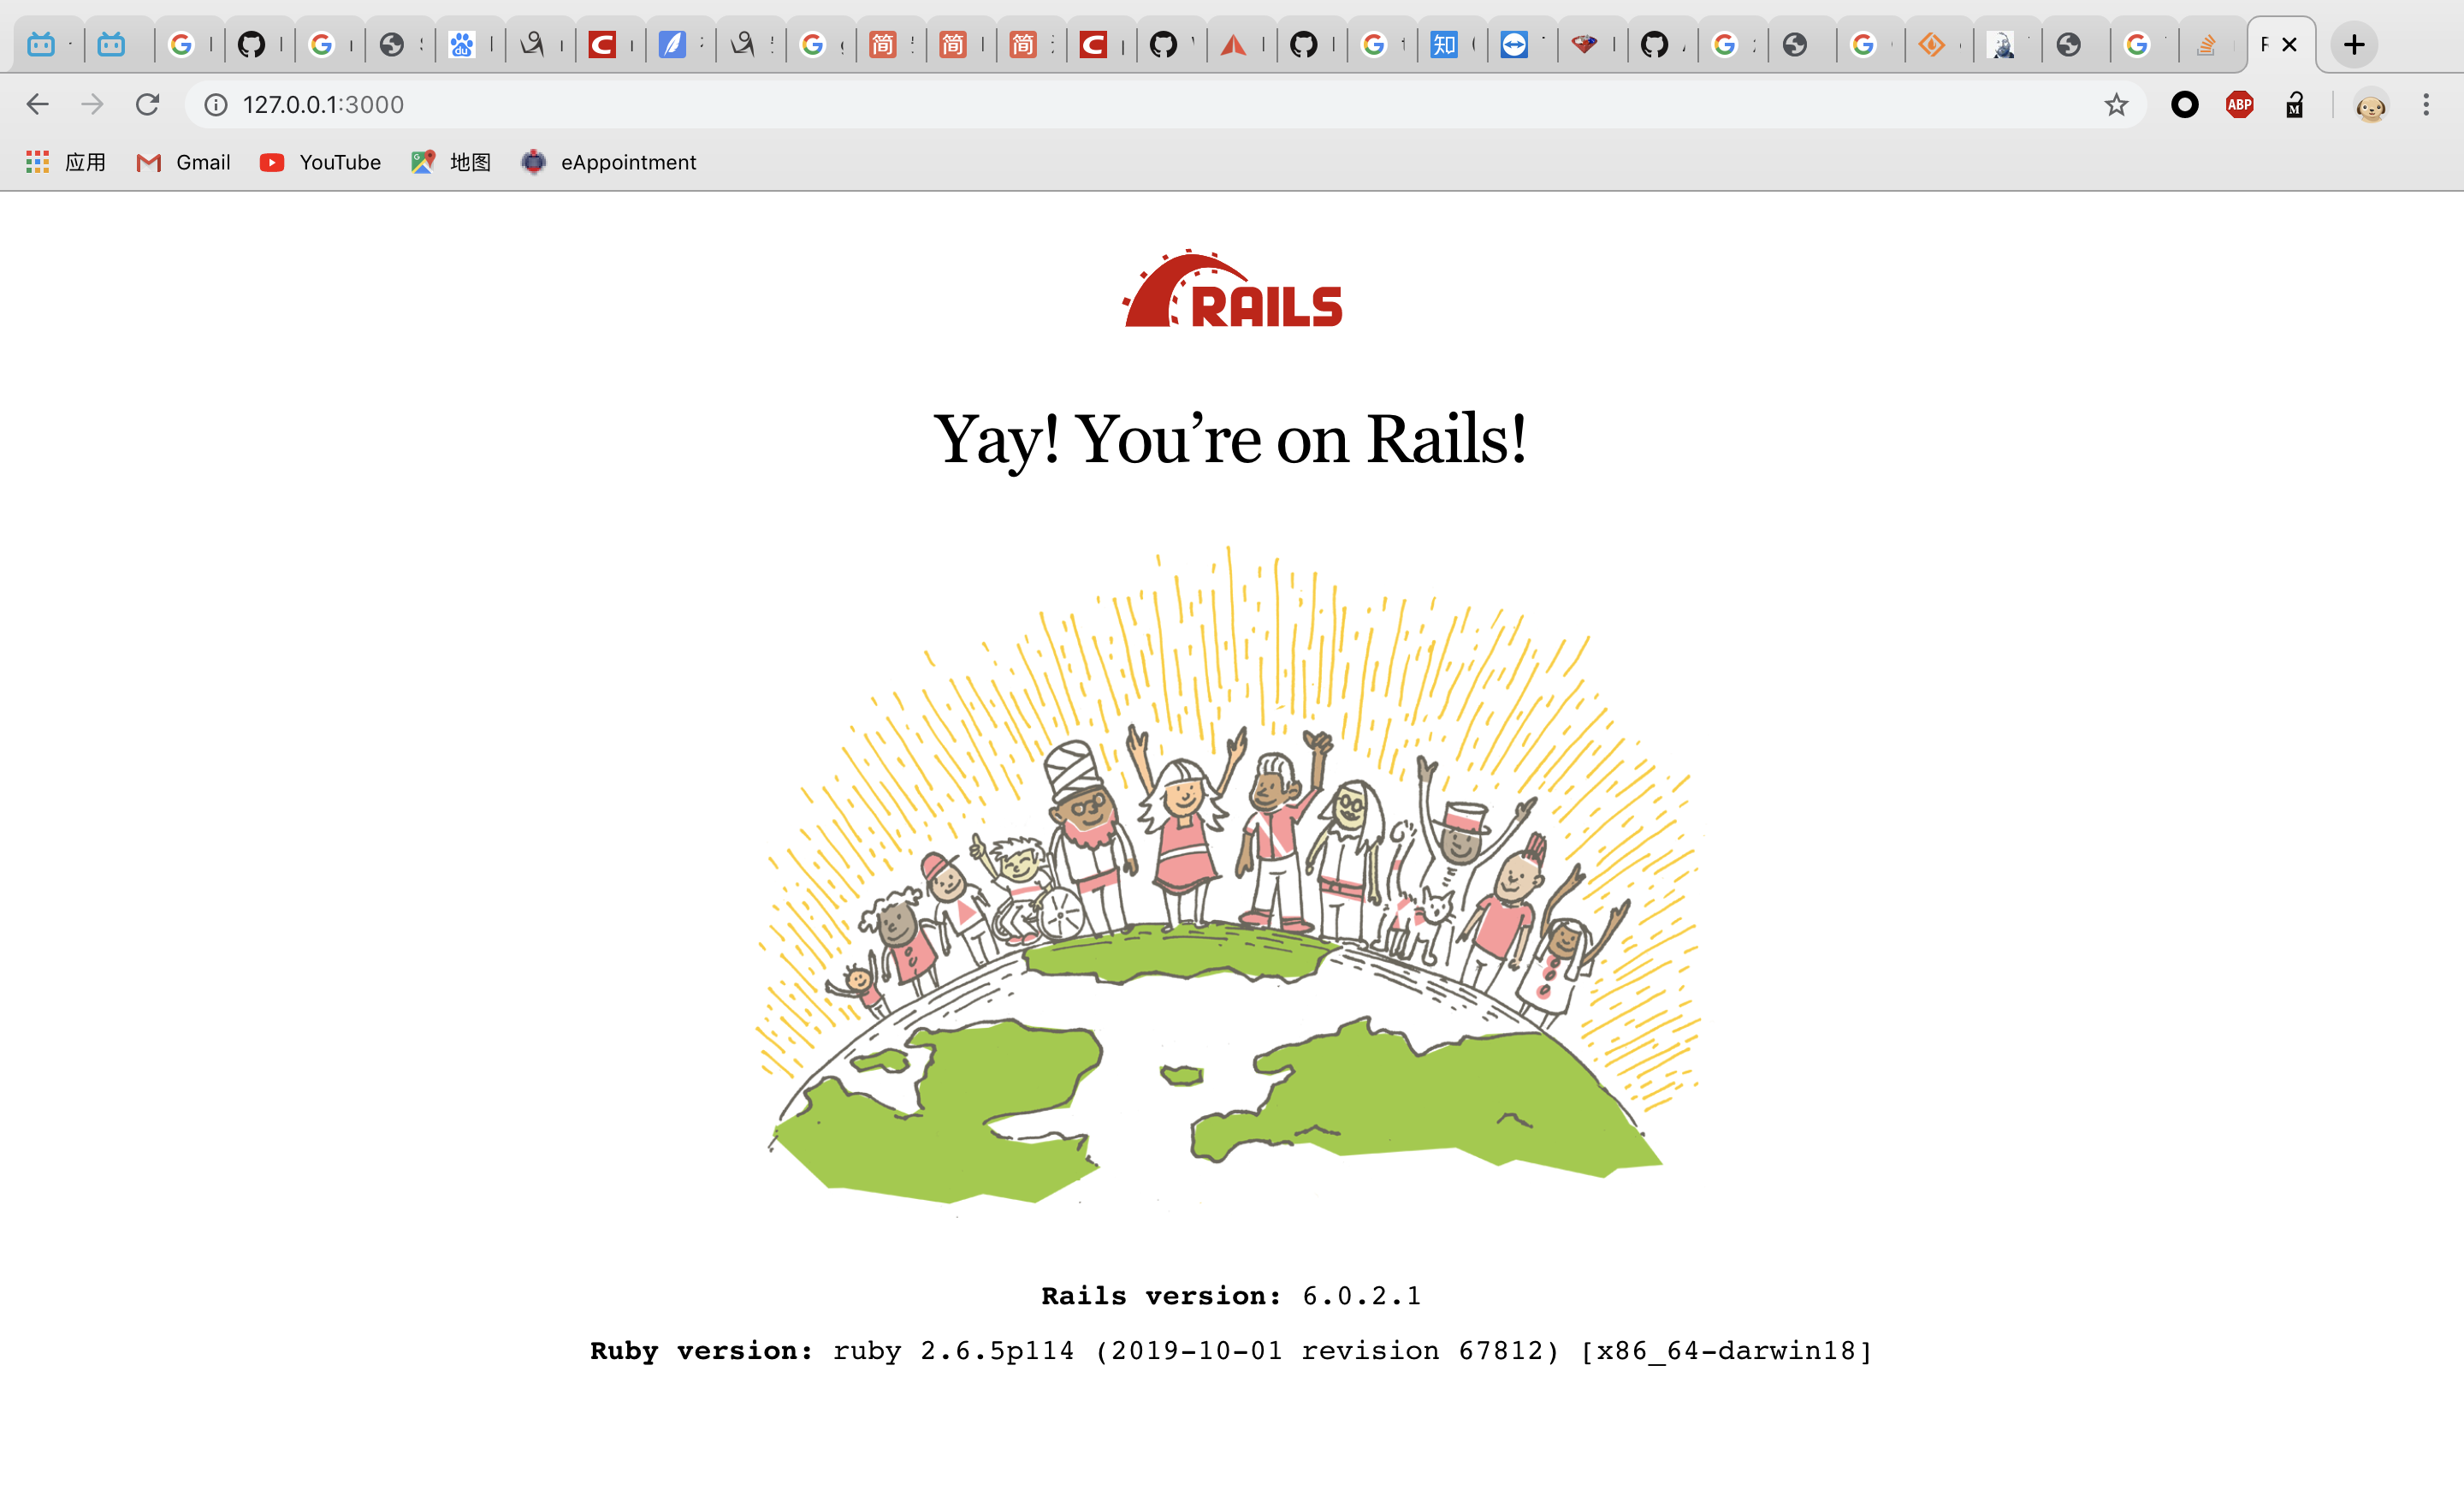 127.0.0.1:3000
ABP
应用 Gmail YouTube 地图 eAppointment
RAILS
Yay! You’re on Rails!
Rails version: 6.0.2.1
Ruby version: ruby 2.6.5p114 (2019-10-01 revision 67812) [x86_64-darwin18]